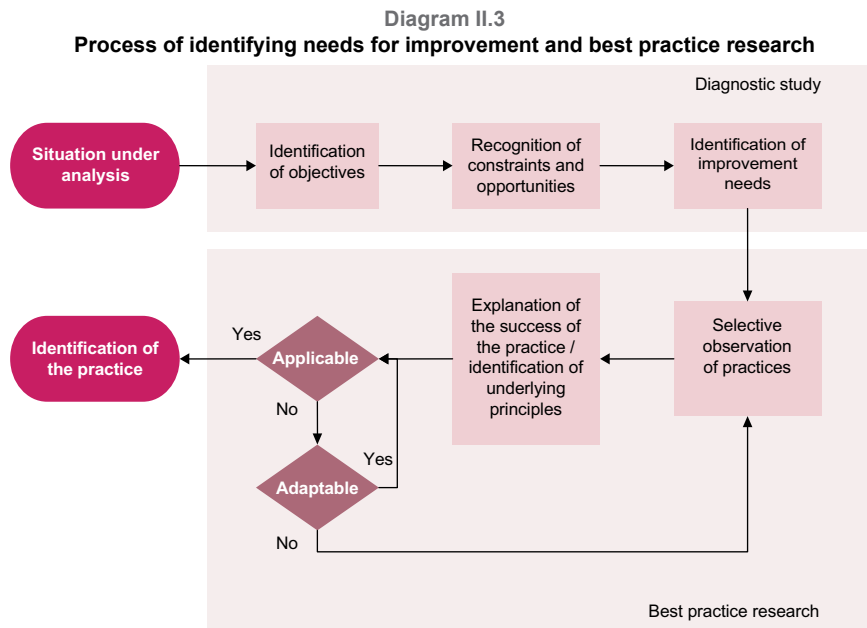 Diagram II.3
Process of identifying needs for improvement and best practice research
Diagnostic study
Situation under
analysis
Identification
of objectives
Recognition of
constraints and
opportunities
Identification of
improvement
needs
Selective
observation
of practices
Explanation of
the success of
the practice /
identification of
underlying
principles
Applicable
Yes
Identification of
the practice
No
Adaptable
Yes
No
Best practice research